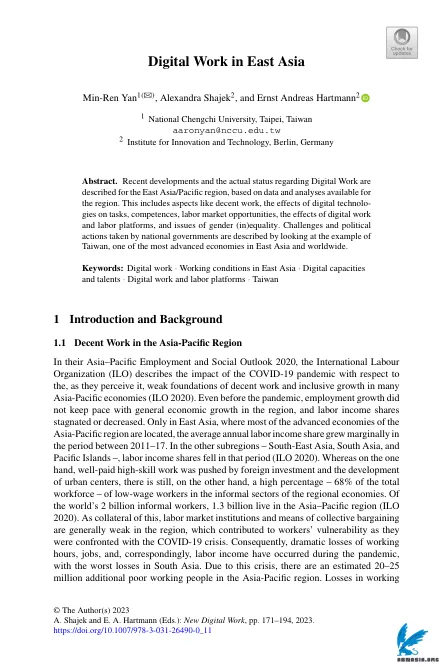 Check for
updates
Digital Work in East Asia
Min-Ren Yan1(✉), Alexandra Shajek2, and Ernst Andreas Hartmann2
1 National Chengchi University, Taipei, Taiwan
aaronyan@nccu.edu.tw
2 Institute for Innovation and Technology, Berlin, Germany
Abstract. Recent developments and the actual status regarding Digital Work are
described for the East Asia/Pacific region, based on data and analyses available for
the region. This includes aspects like decent work, the effects of digital technolo-
gies on tasks, competences, labor market opportunities, the effects of digital work
and labor platforms, and issues of gender (in)equality. Challenges and political
actions taken by national governments are described by looking at the example of
Taiwan, one of the most advanced economies in East Asia and worldwide.
Keywords: Digital work · Working conditions in East Asia · Digital capacities
and talents · Digital work and labor platforms · Taiwan
1 Introduction and Background
1.1 Decent Work in the Asia-Pacific Region
In their Asia–Pacific Employment and Social Outlook 2020, the International Labour
Organization (ILO) describes the impact of the COVID-19 pandemic with respect to
the, as they perceive it, weak foundations of decent work and inclusive growth in many
Asia-Pacific economies (ILO 2020). Even before the pandemic, employment growth did
not keep pace with general economic growth in the region, and labor income shares
stagnated or decreased. Only in East Asia, where most of the advanced economies of the
Asia-Pacific region are located, the average annual labor income share grew marginally in
the period between 2011–17. In the other subregions – South-East Asia, South Asia, and
Pacific Islands –, labor income shares fell in that period (ILO 2020). Whereas on the one
hand, well-paid high-skill work was pushed by foreign investment and the development
of urban centers, there is still, on the other hand, a high percentage – 68% of the total
workforce – of low-wage workers in the informal sectors of the regional economies. Of
the world's 2 billion informal workers, 1.3 billion live in the Asia–Pacific region (ILO
2020). As collateral of this, labor market institutions and means of collective bargaining
are generally weak in the region, which contributed to workers' vulnerability as they
were confronted with the COVID-19 crisis. Consequently, dramatic losses of working
hours, jobs, and, correspondingly, labor income have occurred during the pandemic,
with the worst losses in South Asia. Due to this crisis, there are an estimated 20–25
million additional poor working people in the Asia-Pacific region. Losses in working
© The Author(s) 2023
A. Shajek and E. A. Hartmann (Eds.): New Digital Work, pp. 171–194, 2023.
https://doi.org/10.1007/978-3-031-26490-0_11